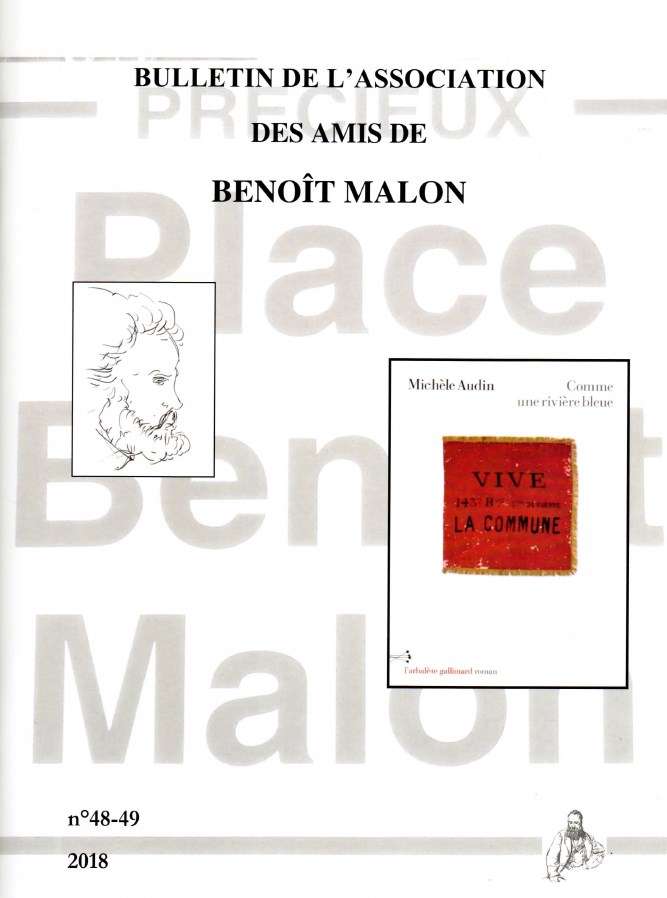 BULLETIN DE L'ASSOCIATION
PRÉCIEUX
DES AMIS DE
BENOÎT MALON
Place
Michèle Audin
Comme
une rivière bleue
VIVE
LA COMMUNE
Malon
l'arbalète gallimard roman
n°48-49
2018